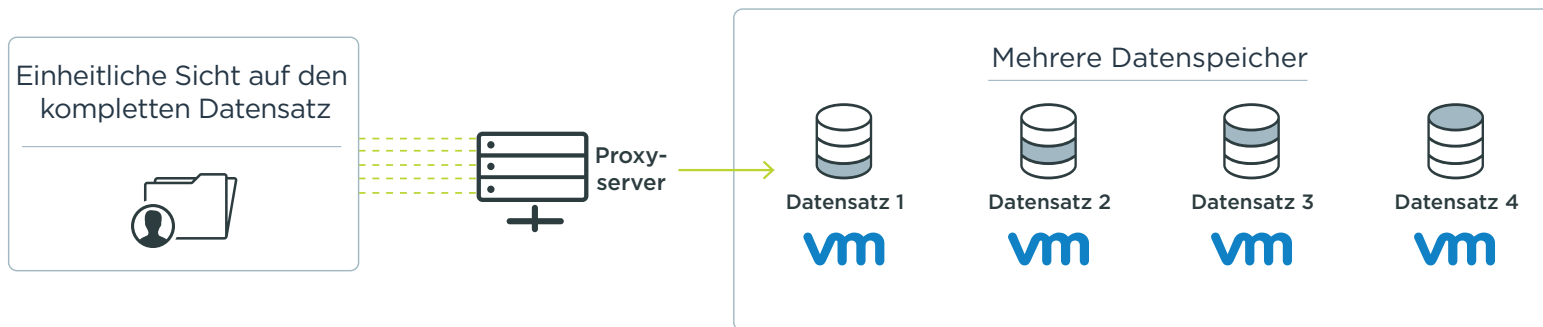 Einheitliche Sicht auf den
kompletten Datensatz
Proxy-
server
Mehrere Datenspeicher
Datensatz 1
Datensatz 2
Datensatz 3
Datensatz 4
vm
vm
vm
vm